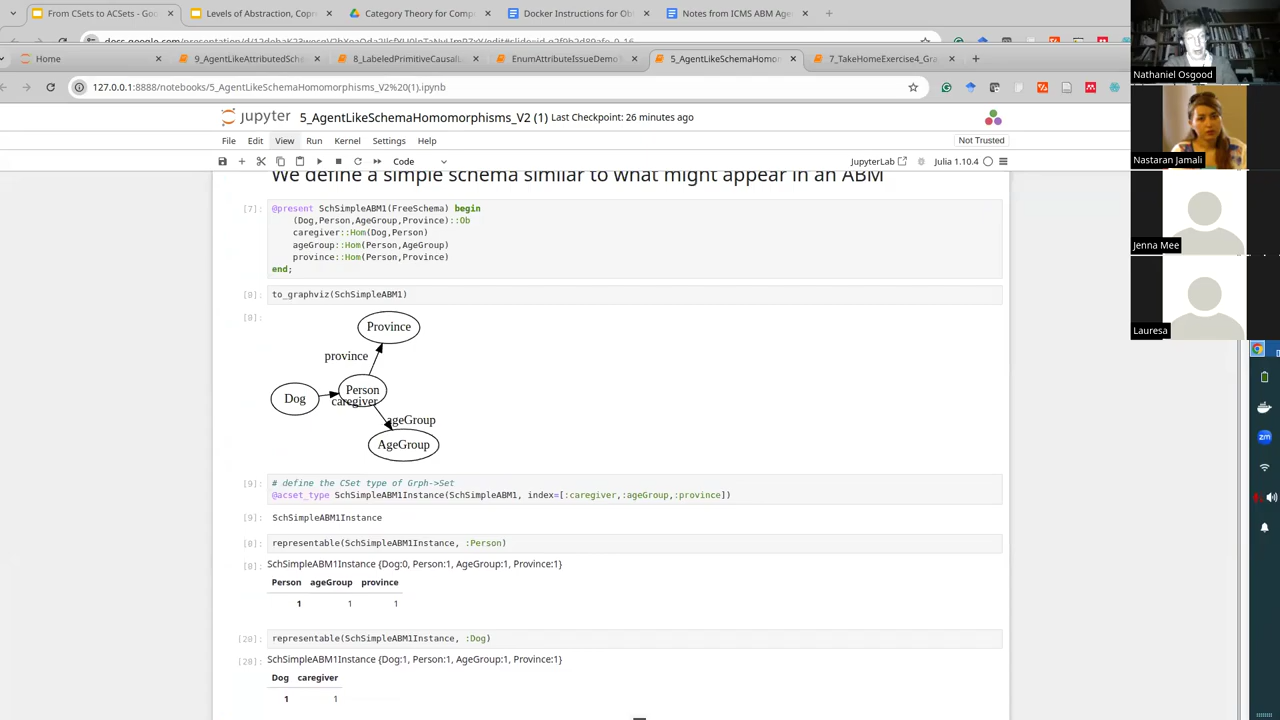 From CSets to ACSets - Goo
Levels of Abstraction, Copr
Category Theory for Comp
Docker Instructions for Ob
Notes from ICMS ABM Age
Home
9_AgentLikeAttributedSche
8_LabeledPrimitiveCausalL
EnumAttributeIssueDemo
5_AgentLikeSchemaHomom
7_TakeHomeExercise4_Gra
127.0.0.1:8888/notebooks/5_AgentLikeSchemaHomomorphisms_V2%20(1).ipynb
jupyter 5_AgentLikeSchemaHomomorphisms_V2 (1) Last Checkpoint: 26 minutes ago
File Edit View Run Kernel Settings Help
Not Trusted
Code
JupyterLab
Julia 1.10.4
We define a simple schema similar to what might appear in an ABM
[7]: @present SchSimpleABM1(FreeSchema) begin
(Dog,Person,AgeGroup,Province)::Ob
caregiver::Hom(Dog,Person)
ageGroup::Hom(Person,AgeGroup)
province::Hom(Person,Province)
end;
[8]: to_graphviz(SchSimpleABM1)
[8]:
Province
province
Person
Dog
caregiver
ageGroup
AgeGroup
[9]: # define the CSet type of Grph->Set
@acset_type SchSimpleABM1Instance(SchSimpleABM1, index=[:caregiver,:ageGroup,:province])
[9]: SchSimpleABM1Instance
[0]: representable(SchSimpleABM1Instance, :Person)
[0]: SchSimpleABM1Instance {Dog:0, Person:1, AgeGroup:1, Province:1}
Person ageGroup province
1 1 1
[20]: representable(SchSimpleABM1Instance, :Dog)
[20]: SchSimpleABM1Instance {Dog:1, Person:1, AgeGroup:1, Province:1}
Dog caregiver
1 1
Nathaniel Osgood
Nastaran Jamali
Jenna Mee
Lauresa
zm